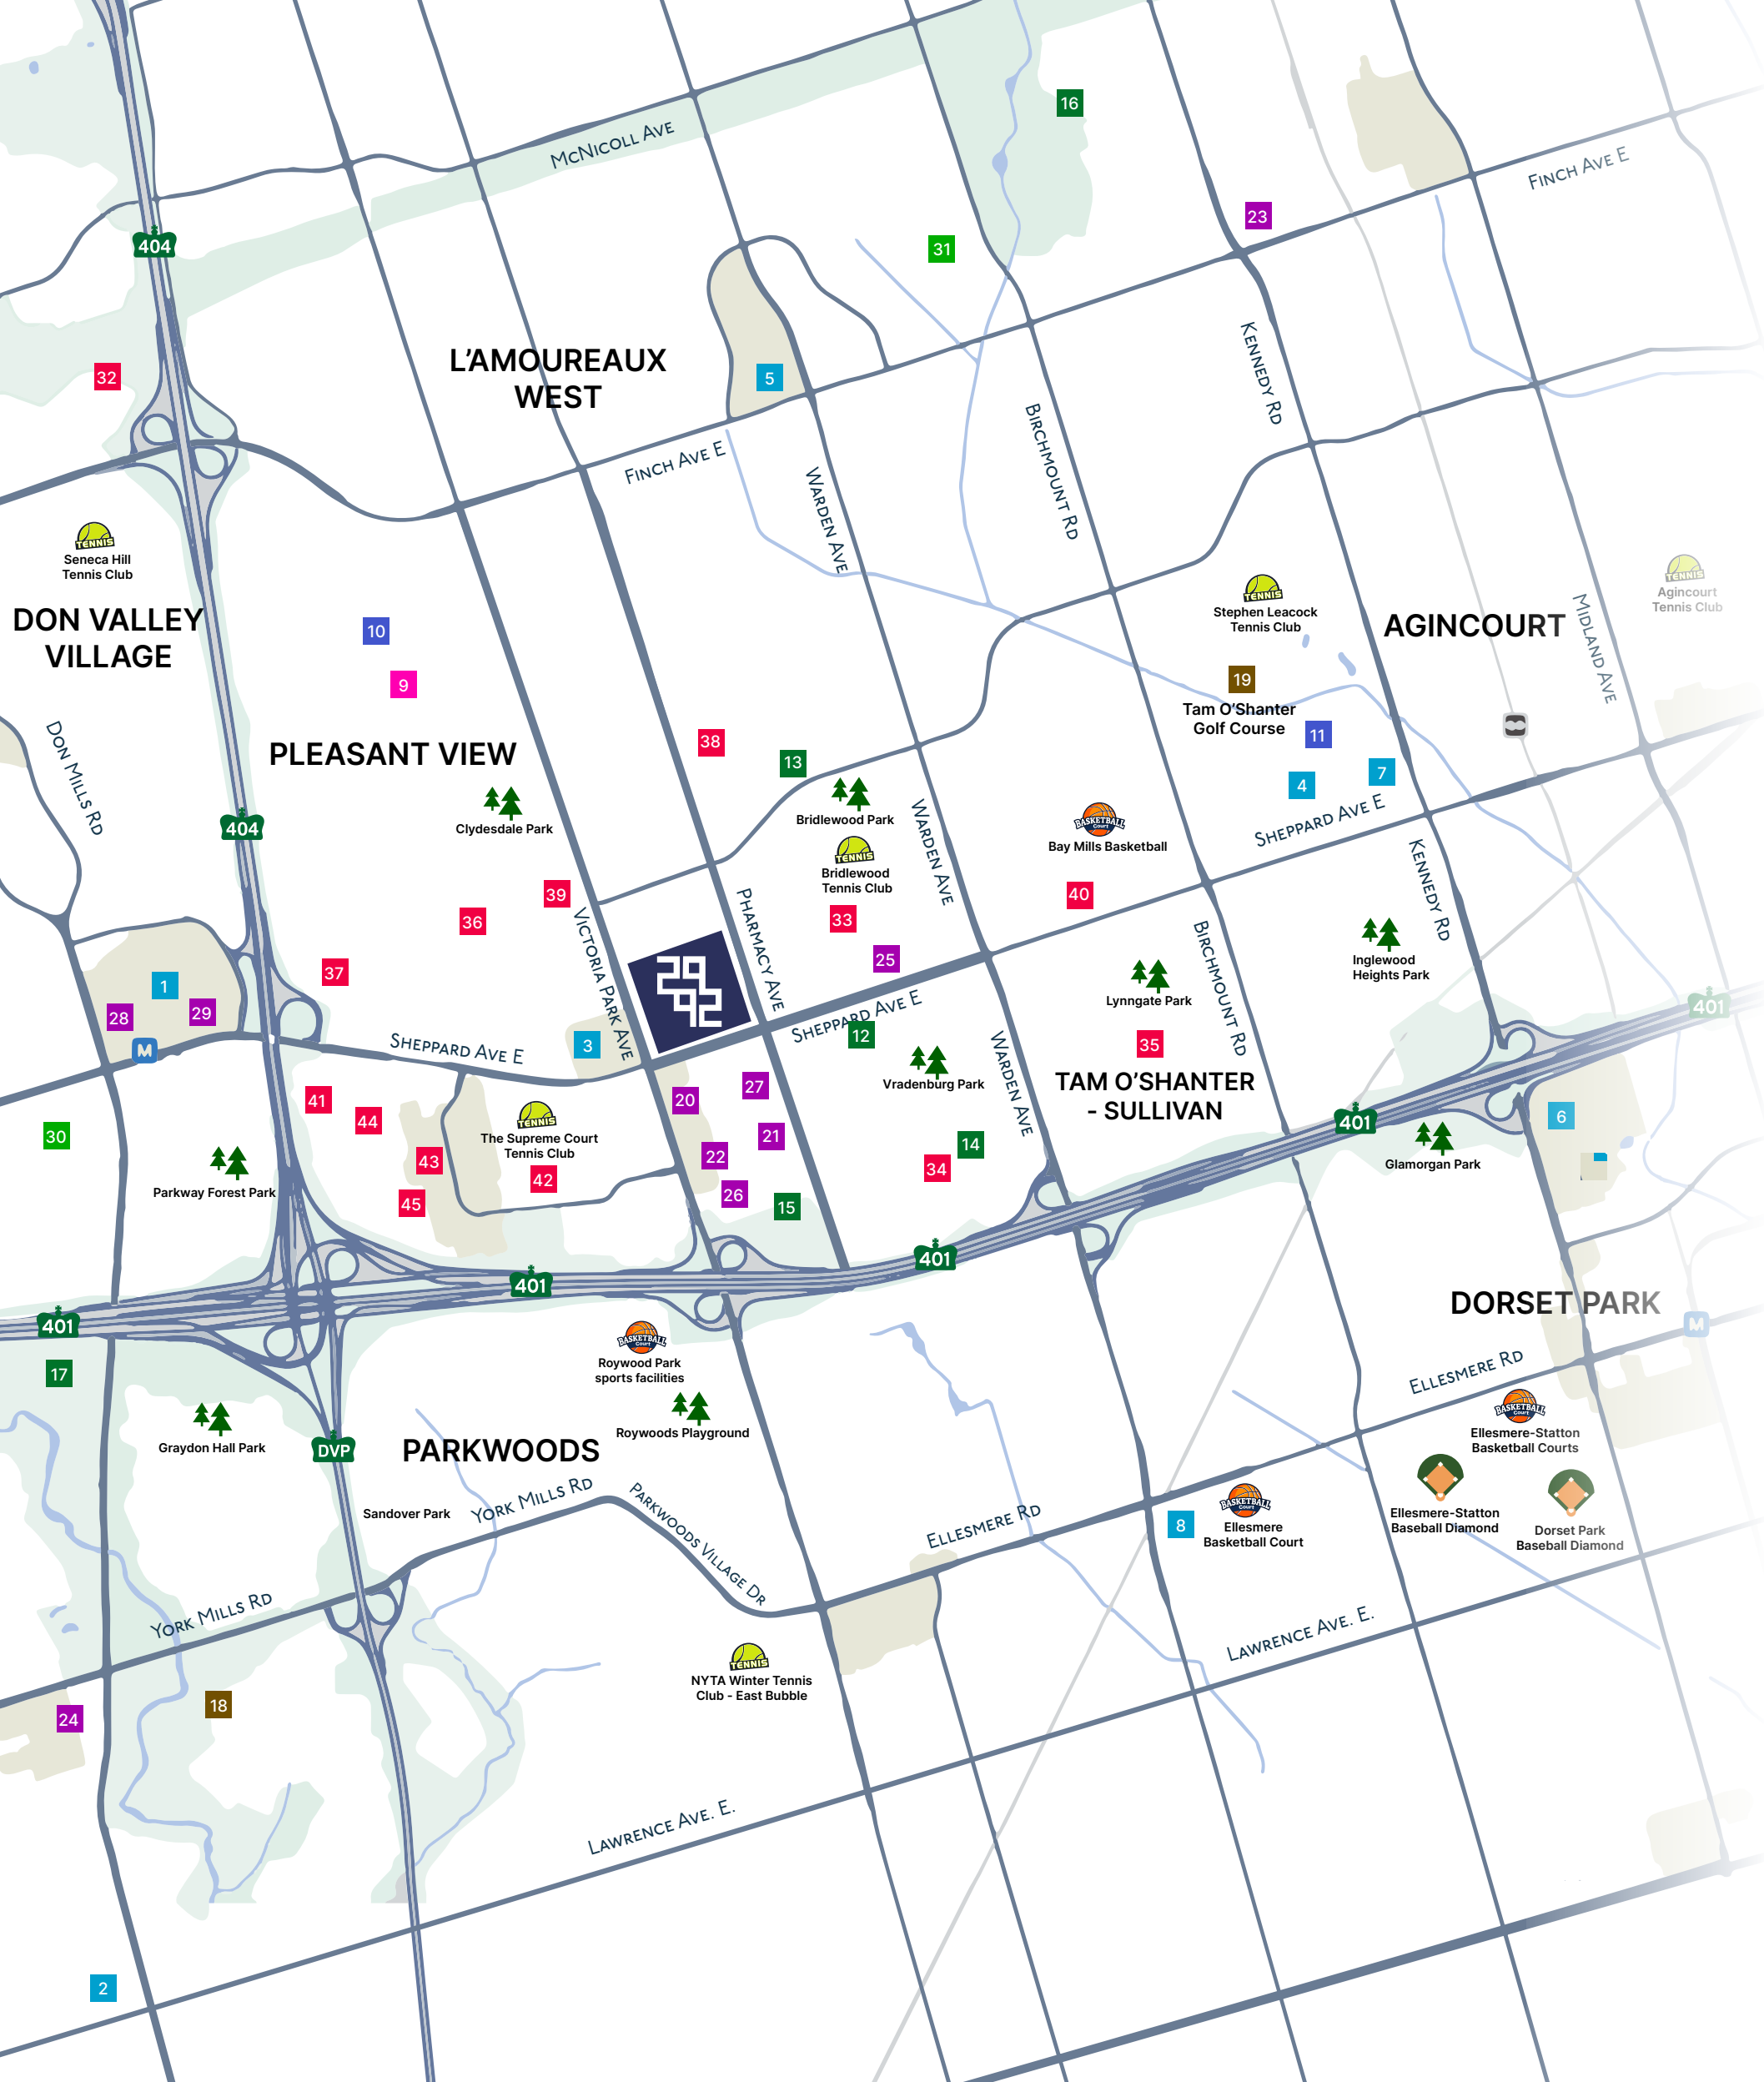 16
McNicoll Ave
Finch Ave E
23
404
31
Kennedy Rd
L'AMOUREAUX
WEST
32
5
Birchmount Rd
Finch Ave E
Warden Ave
Seneca Hill
Tennis Club
TENNIS
DON VALLEY
VILLAGE
10
9
TENNIS
Stephen Leacock
Tennis Club
AGINCOURT
TENNIS
Agincourt
Tennis Club
Midland Ave
19
Tam O'Shanter
Golf Course
11
Don Mills Rd
PLEASANT VIEW
38
13
7
4
Sheppard Ave E
404
Clydesdale Park
Bridlewood Park
Warden Ave
BASKETBALL
Court
Bay Mills Basketball
TENNIS
Bridlewood
Tennis Club
Kennedy Rd
39
36
Victoria Park Ave
Pharmacy Ave
33
40
Birchmount Rd
37
2992
25
Inglewood
Heights Park
Lynngate Park
1
28
29
M
Sheppard Ave E
3
Sheppard Ave E
12
Warden Ave
35
401
Vradenburg Park
TAM O'SHANTER
- SULLIVAN
41
44
20
27
TENNIS
The Supreme Court
Tennis Club
30
43
42
45
22
21
26
15
14
34
401
6
Glamorgan Park
Parkway Forest Park
401
401
401
DORSET PARK
M
17
BASKETBALL
Court
Roywood Park
sports facilities
Roywoods Playground
Ellesmere Rd
Graydon Hall Park
DVP
PARKWOODS
BASKETBALL
Court
Ellesmere-Statton
Basketball Courts
Sandover Park
York Mills Rd
Parkwoods Village Dr
Ellesmere Rd
8
BASKETBALL
Court
Ellesmere
Basketball Court
Ellesmere-Statton
Baseball Diamond
Dorset Park
Baseball Diamond
York Mills Rd
Lawrence Ave. E.
TENNIS
NYTA Winter Tennis
Club - East Bubble
24
18
Lawrence Ave. E.
2